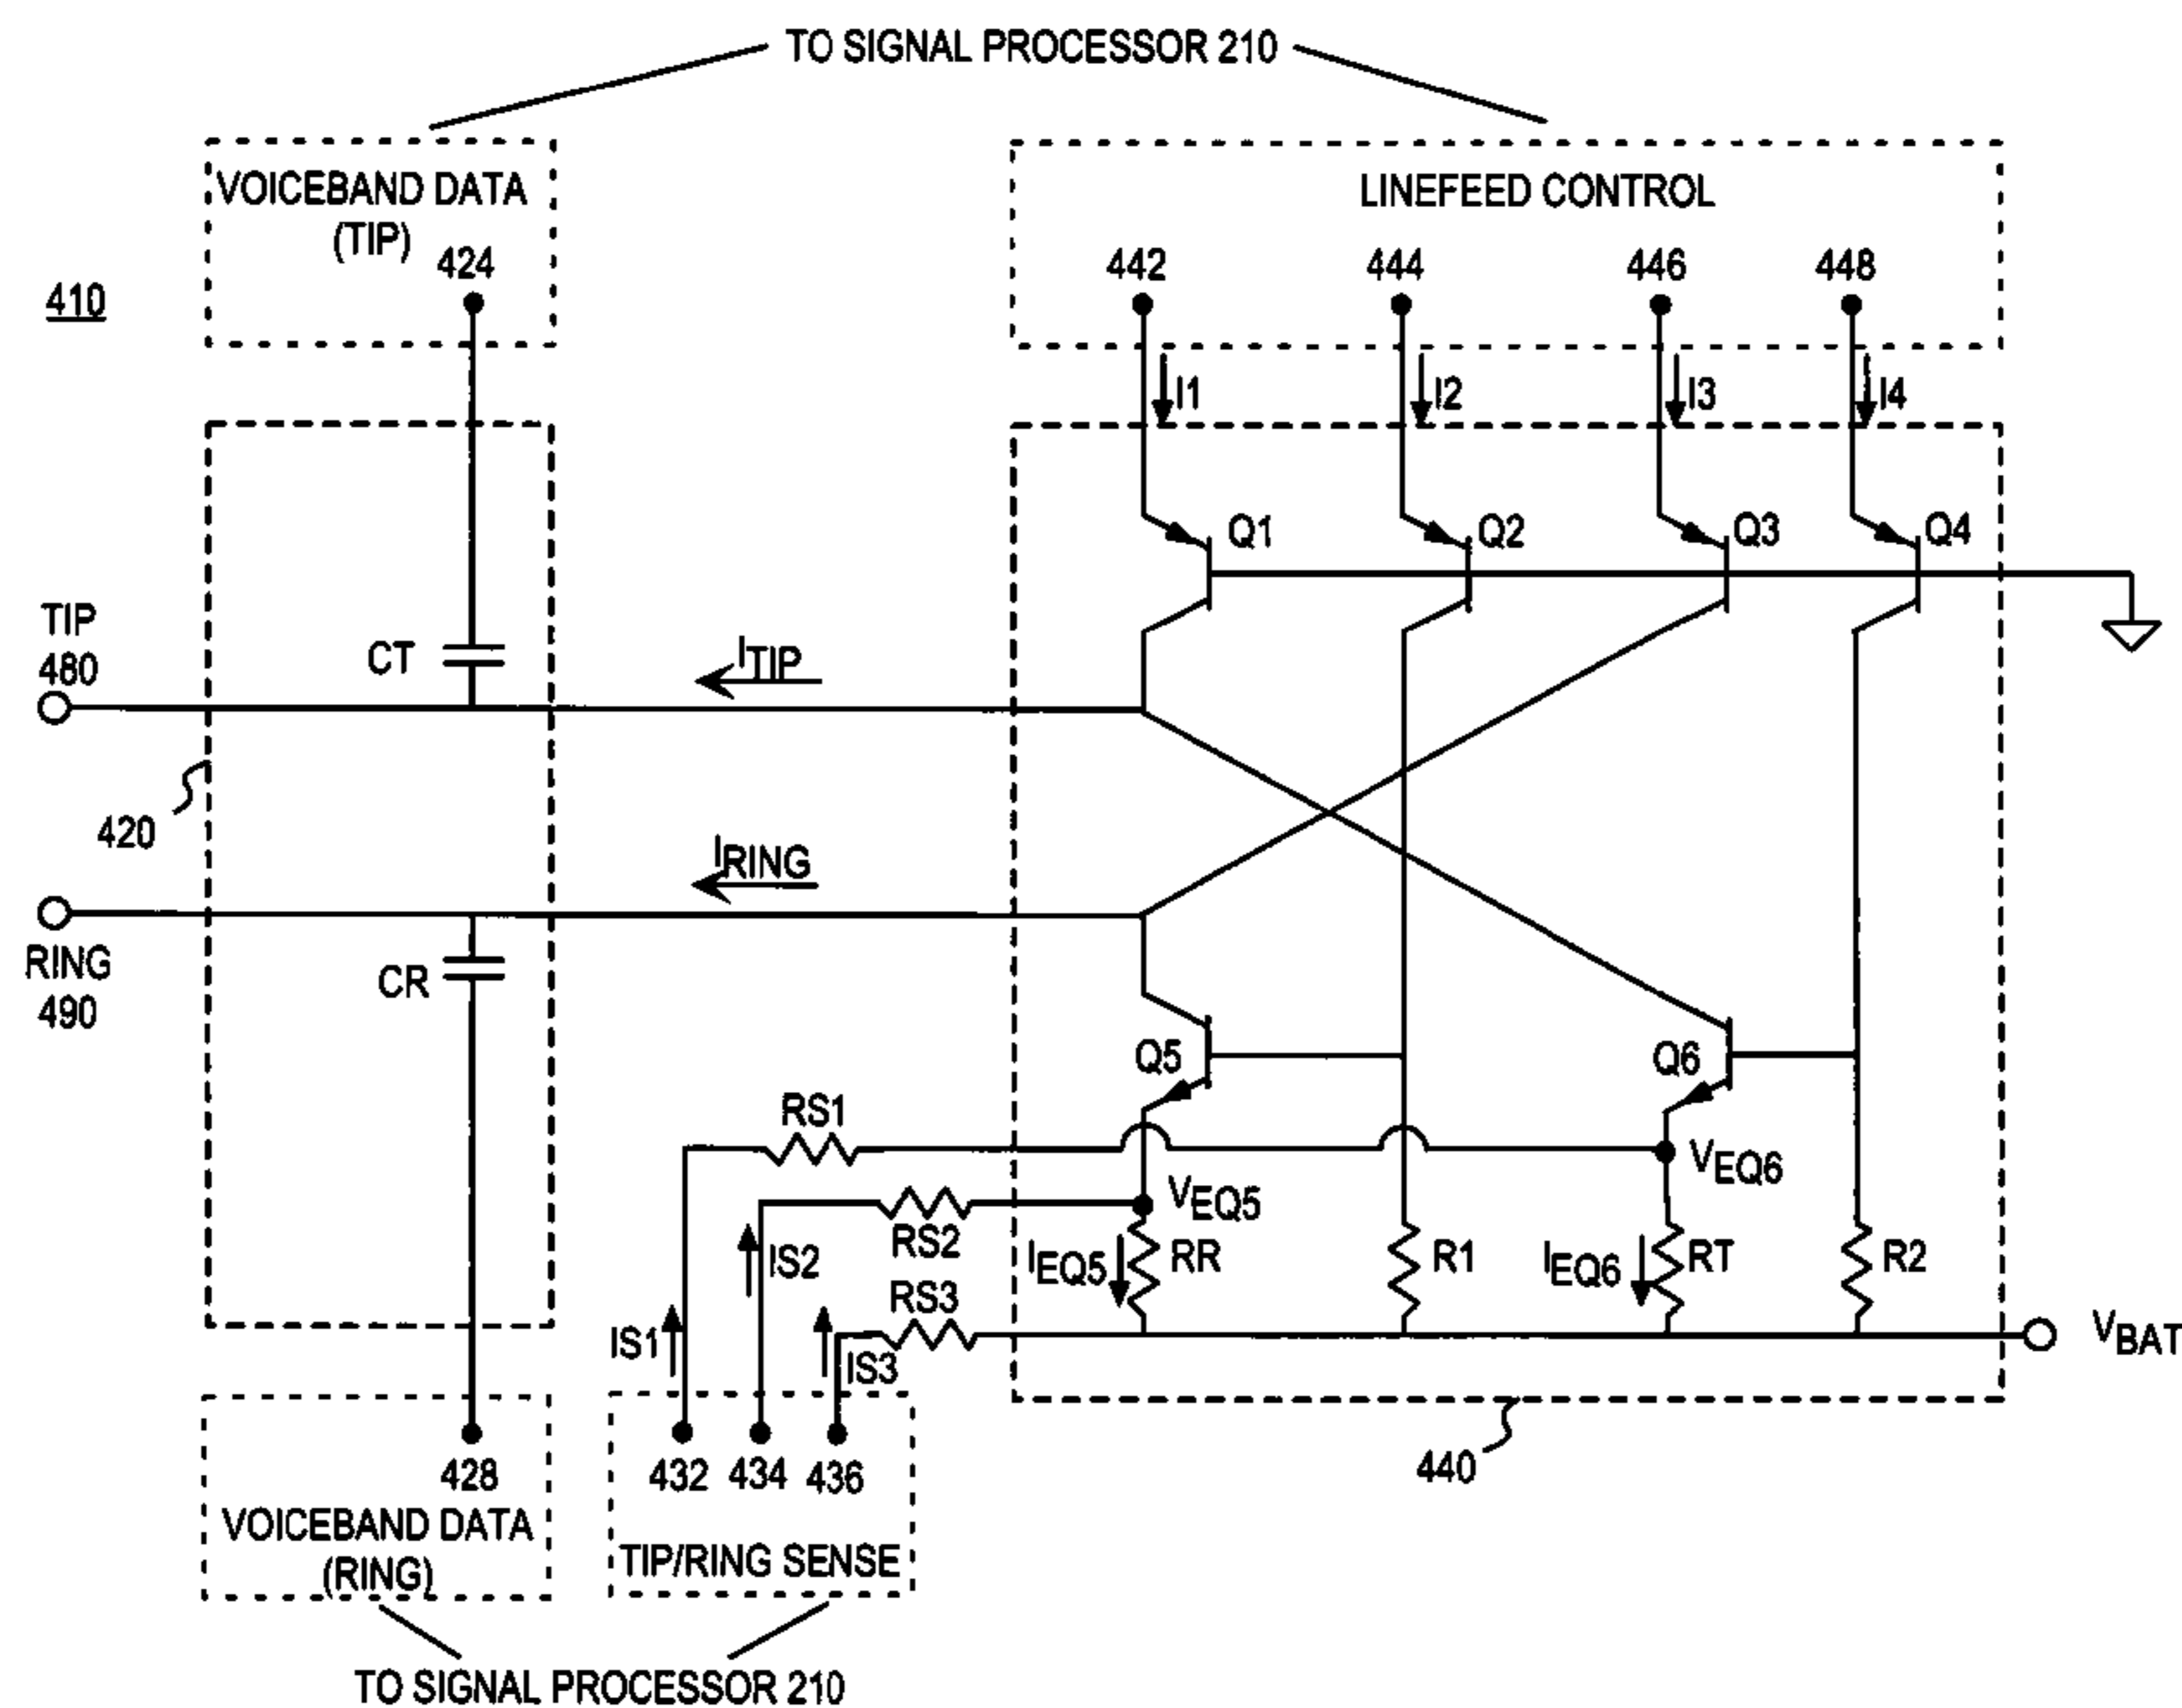 TO SIGNAL PROCESSOR 210
VOICEBAND DATA
(TIP)
424
LINEFEED CONTROL
442
444
446
448
410
I1
I2
I3
I4
Q1
Q2
Q3
Q4
TIP
480
CT
ITIP
420
IRING
RING
490
CR
Q5
Q6
RS1
VEQ6
VEQ5
RS2
IS2
IEQ5
RR
R1
IEQ6
RT
R2
RS3
IS1
IS3
VBAT
432
434
436
440
428
VOICEBAND DATA
(RING)
TIP/RING SENSE
TO SIGNAL PROCESSOR 210